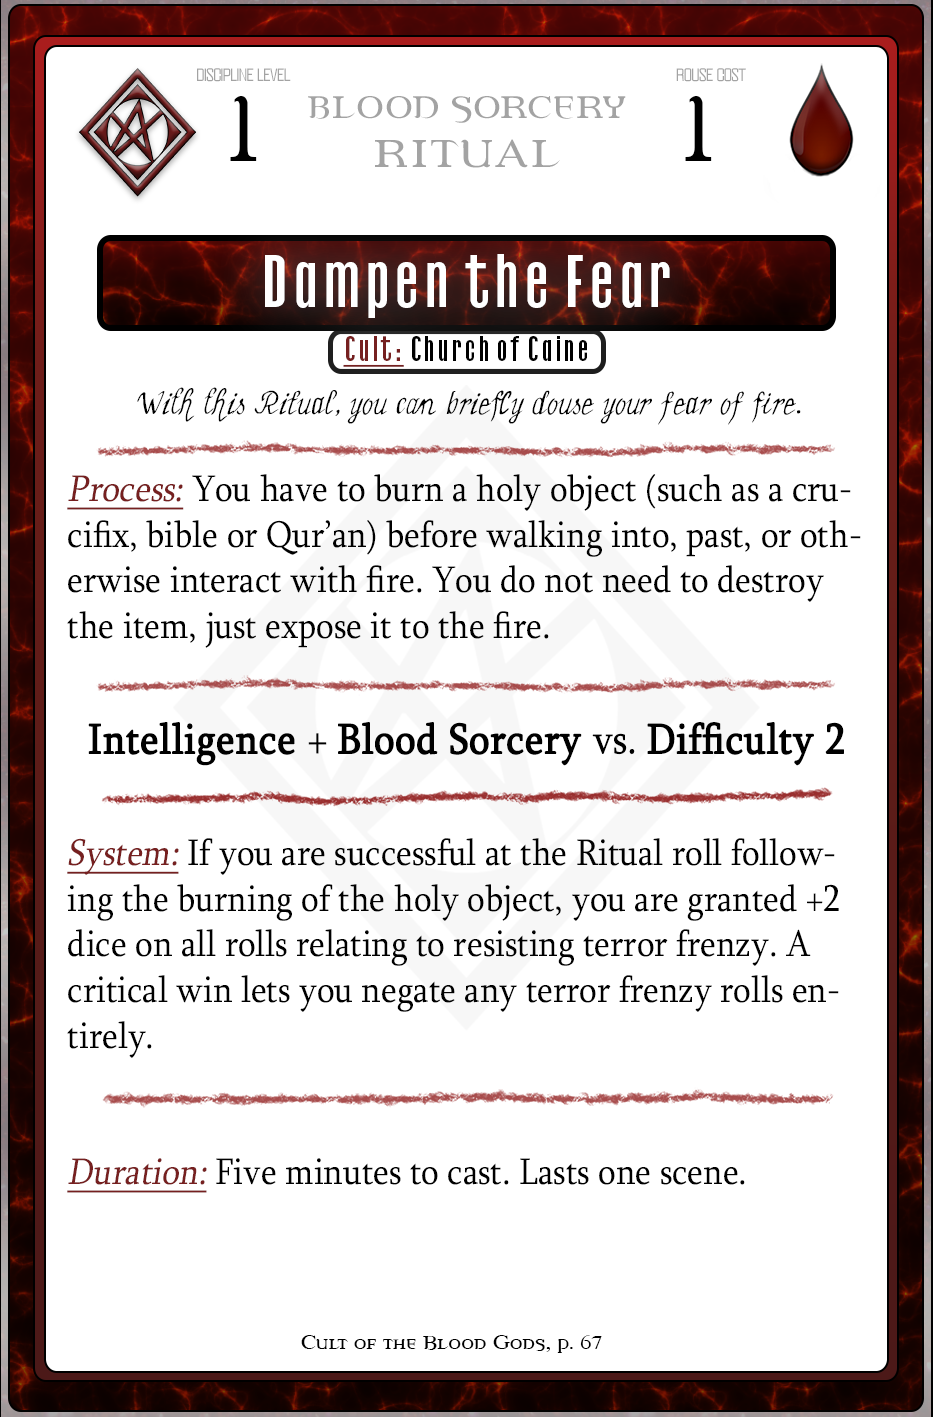 DISCIPLINE LEVEL
1
BLOOD SORCERY
RITUAL
ROUSE COST
1
Dampen the Fear
Cult: Church of Caine
With this Ritual, you can briefly douse your fear of fire.
Process: You have to burn a holy object (such as a cru-
cifix, bible or Qur’an) before walking into, past, or oth-
erwise interact with fire. You do not need to destroy
the item, just expose it to the fire.
Intelligence + Blood Sorcery vs. Difficulty 2
System: If you are successful at the Ritual roll follow-
ing the burning of the holy object, you are granted +2
dice on all rolls relating to resisting terror frenzy. A
critical win lets you negate any terror frenzy rolls en-
tirely.
Duration: Five minutes to cast. Lasts one scene.
Cult of the Blood Gods, p. 67